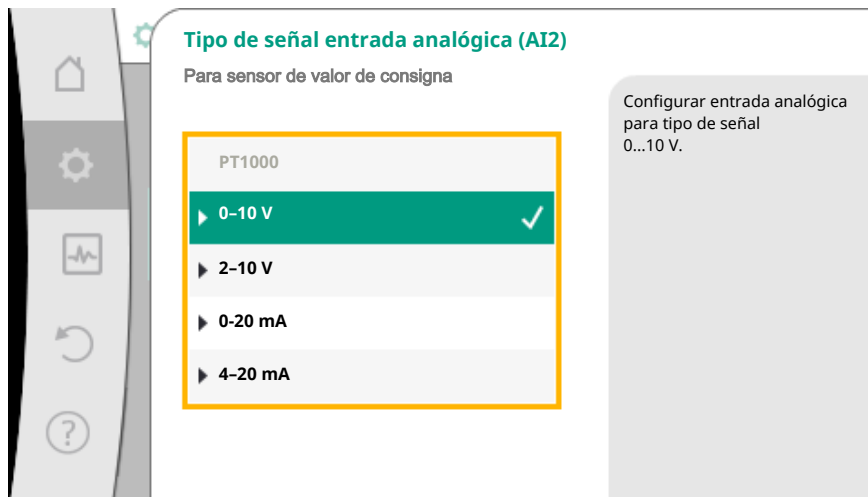 Tipo de señal entrada analógica (AI2)
Para sensor de valor de consigna
PT1000
0–10 V
2–10 V
0-20 mA
4–20 mA
Configurar entrada analógica
para tipo de señal
0...10 V.
?